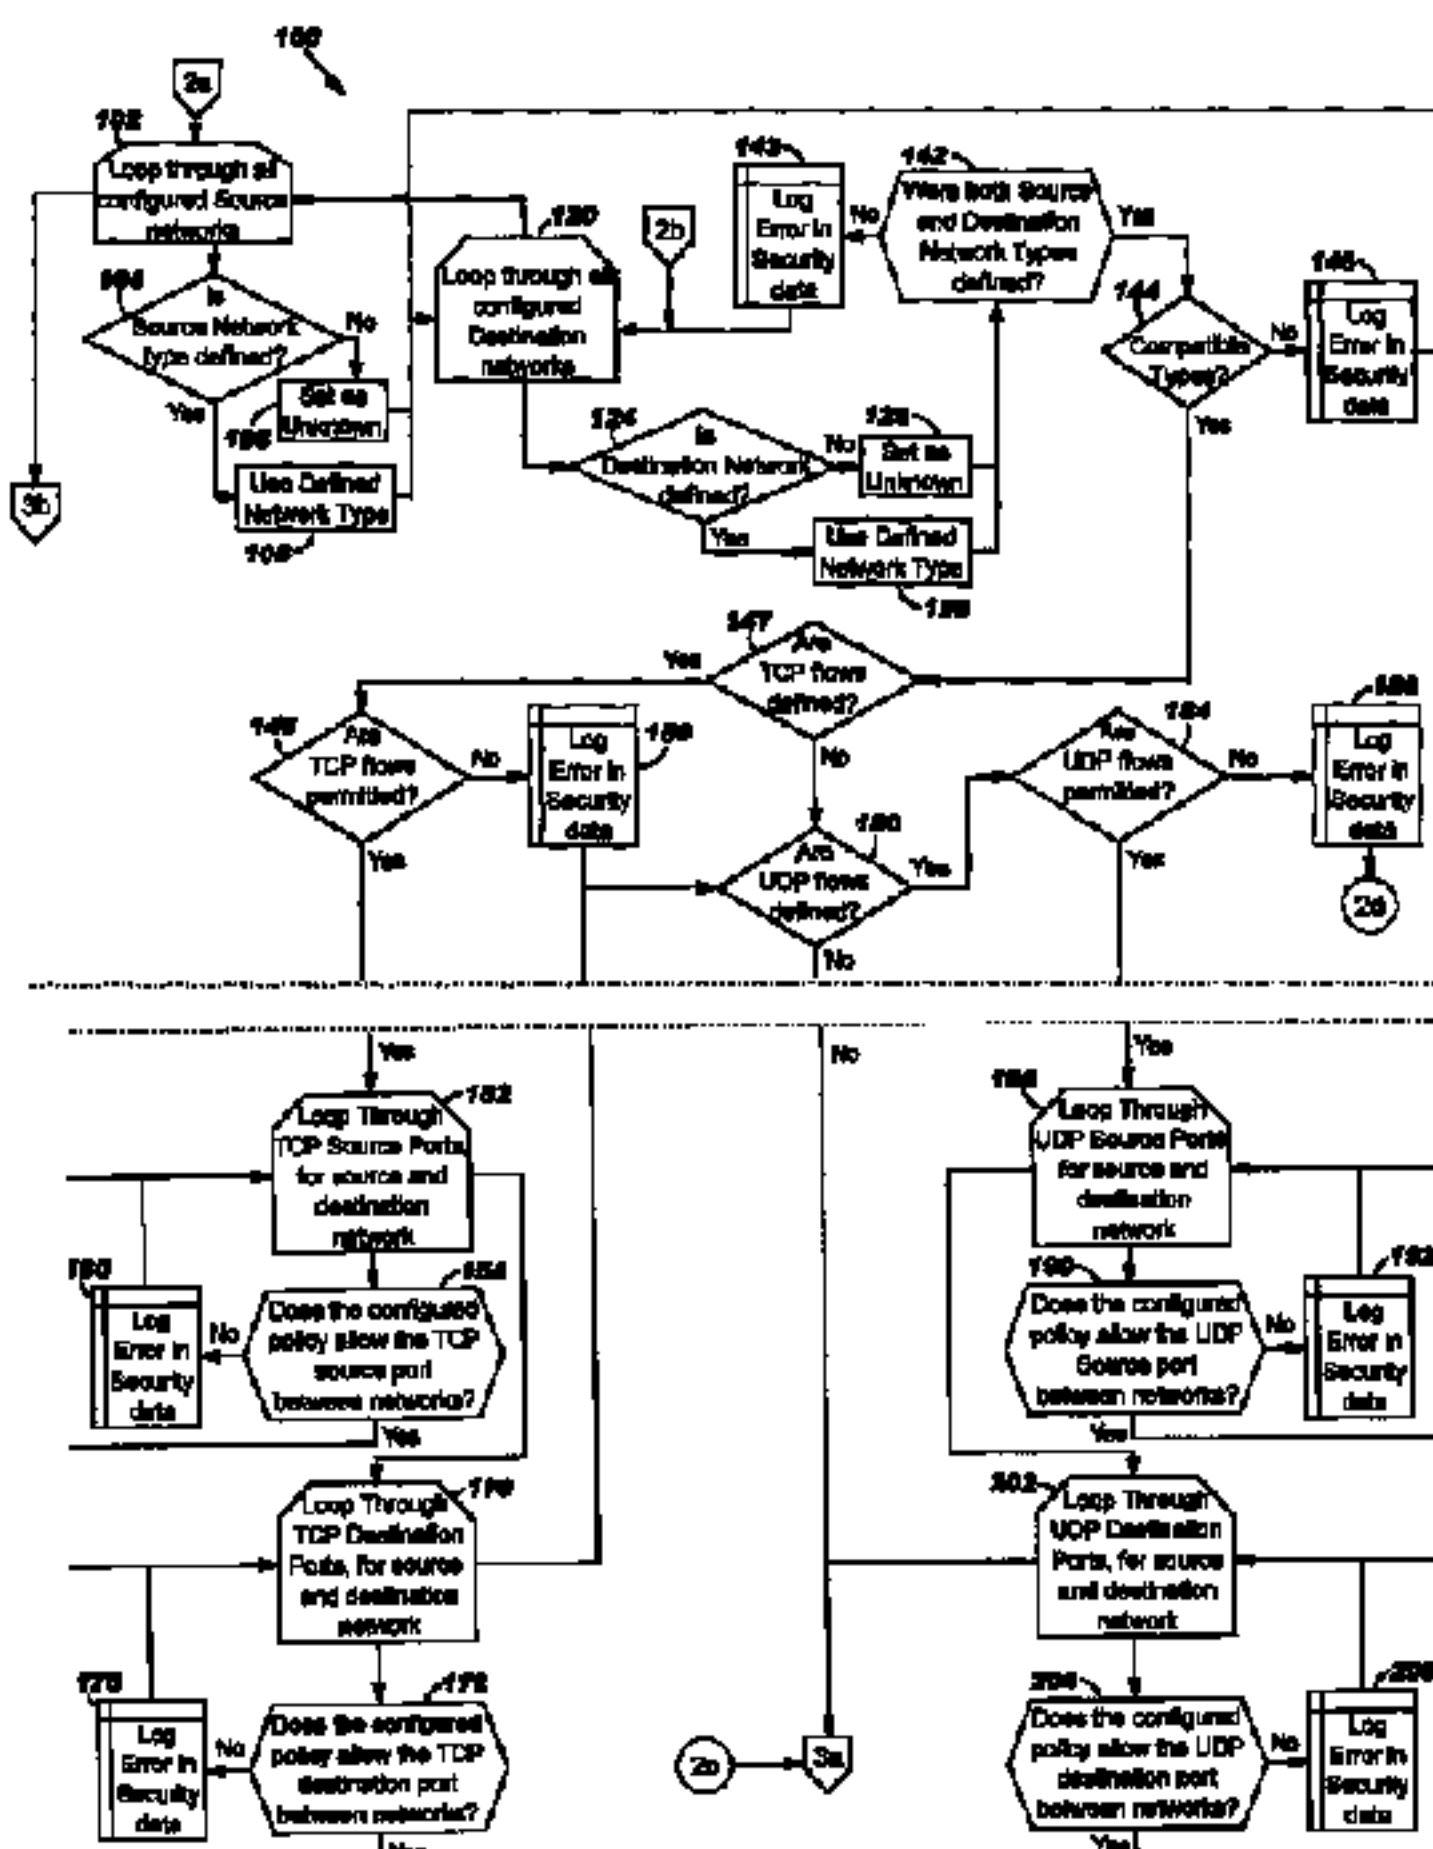 2a
Loop through all
configured Source
networks
Is
Source Network
type defined?
No
Yes
Set as
Unknown
Use Defined
Network Type
3b
Loop through all
configured
Destination
networks
2b
Log
Error in
Security
data
No
Were both Source
and Destination
Network Types
defined?
Yes
144
Compatible
Types?
No
Yes
Log
Error in
Security
data
Is
Destination Network
defined?
No
Yes
Set as
Unknown
Use Defined
Network Type
Are
TCP flows
defined?
Yes
No
Are
TCP flows
permitted?
No
Yes
Log
Error in
Security
data
Are
UDP flows
defined?
Yes
No
Are
UDP flows
permitted?
No
Yes
Log
Error in
Security
data
Yes
No
Yes
Loop Through
TCP Source Ports,
for source and
destination
network
Loop Through
UDP Source Ports
for source and
destination
network
Does the configured
policy allow the TCP
source port
between networks?
No
Yes
Log
Error in
Security
data
Does the configured
policy allow the UDP
Source port
between networks?
No
Yes
Log
Error in
Security
data
Loop Through
TCP Destination
Ports, for source
and destination
network
Loop Through
UDP Destination
Ports, for source
and destination
network
172
Does the configured
policy allow the TCP
destination port
between networks?
No
Log
Error in
Security
data
3a
Does the configured
policy allow the UDP
destination port
between networks?
No
Yes
Log
Error in
Security
data